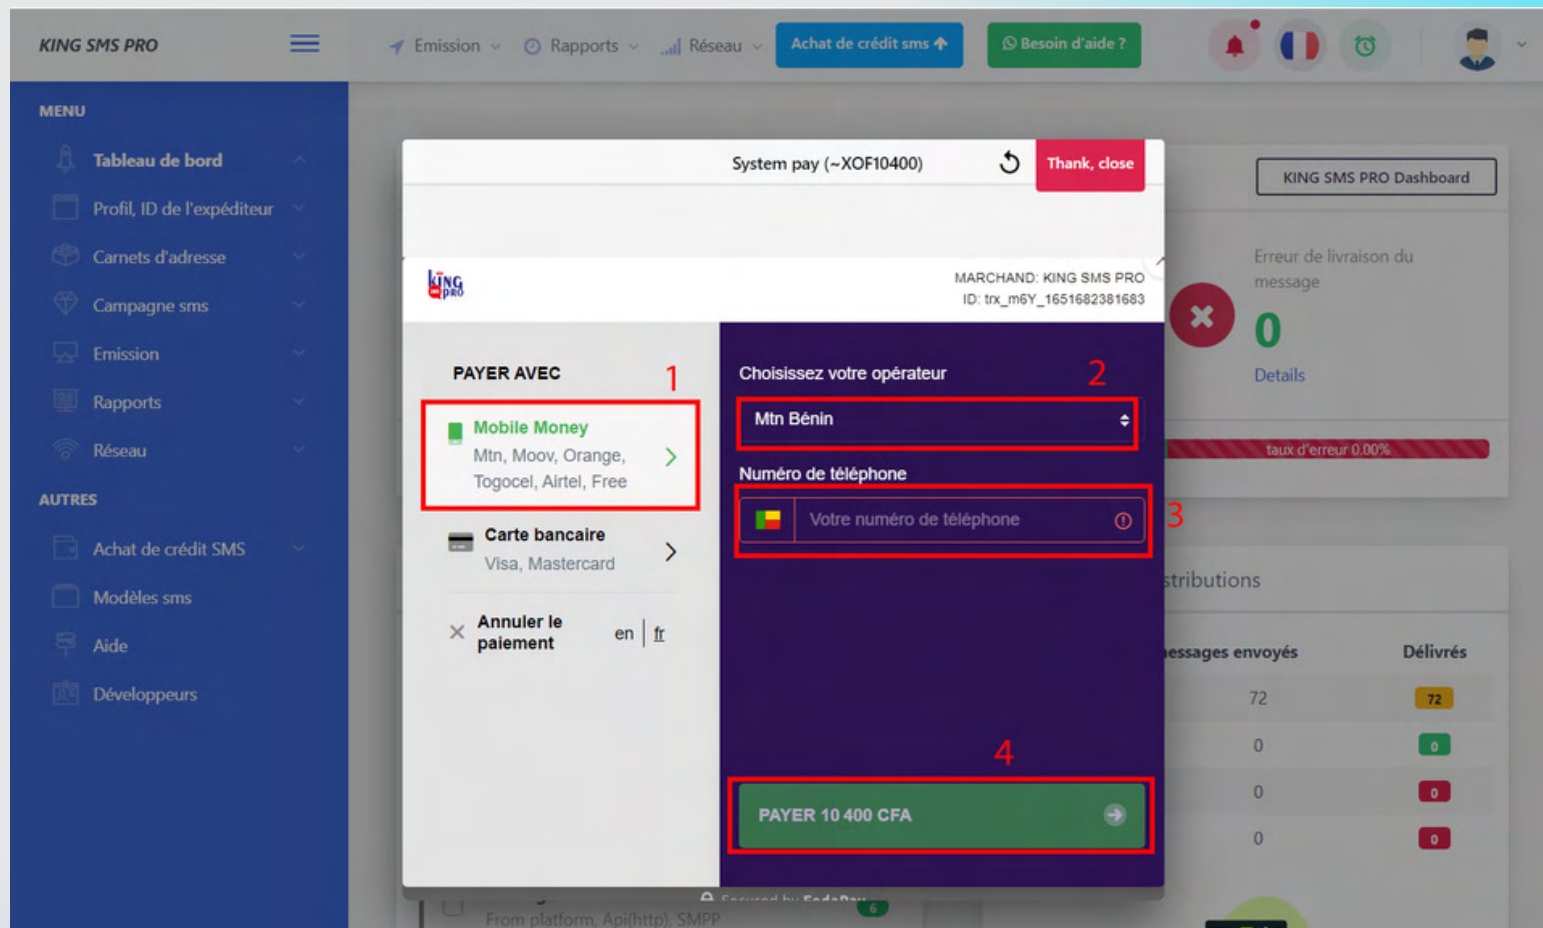 KING SMS PRO
Emission
Rapports
Réseau
Achat de crédit sms
Besoin d'aide ?
MENU
Tableau de bord
Profil, ID de l'expéditeur
Carnets d'adresse
Campagne sms
Emission
Rapports
Réseau
AUTRES
Achat de crédit SMS
Modèles sms
Aide
Développeurs
System pay (~XOF10400)
Thank, close
king
PRO
MARCHAND: KING SMS PRO
ID: trx_m6Y_1651682381683
PAYER AVEC
1
Mobile Money
Mtn, Moov, Orange,
Togocel, Airtel, Free
Carte bancaire
Visa, Mastercard
Annuler le
paiement
en | fr
Choisissez votre opérateur
2
Mtn Bénin
Numéro de téléphone
Votre numéro de téléphone
3
4
PAYER 10 400 CFA
Secured by FedaPay
From platform, Api(http), SMPP
6
KING SMS PRO Dashboard
Erreur de livraison du
message
0
Details
taux d'erreur 0.00%
stributions
essages envoyés
Délivrés
72
72
0
0
0
0
0
0